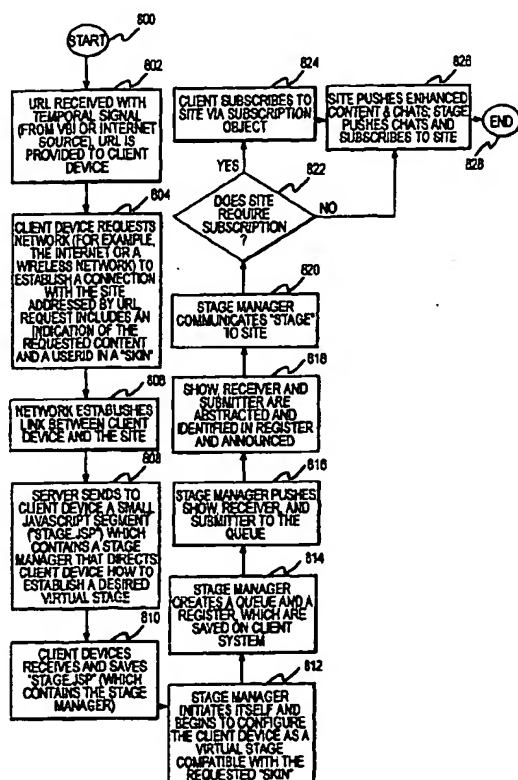 START
800
802
URL RECEIVED WITH
TEMPORAL SIGNAL
(FROM VBI OR INTERNET
SOURCE), URL IS
PROVIDED TO CLIENT
DEVICE
804
CLIENT DEVICE REQUESTS
NETWORK (FOR EXAMPLE,
THE INTERNET OR A
WIRELESS NETWORK) TO
ESTABLISH A CONNECTION
WITH THE SITE
ADDRESSED BY URL
REQUEST INCLUDES AN
INDICATION OF THE
REQUESTED CONTENT
AND A USERID IN A "SKIN"
806
NETWORK ESTABLISHES
LINK BETWEEN CLIENT
DEVICE AND THE SITE
808
SERVER SENDS TO
CLIENT DEVICE A SMALL
JAVASCRIPT SEGMENT
("STAGE.JSP") WHICH
CONTAINS A STAGE
MANAGER THAT DIRECTS
CLIENT DEVICE HOW TO
ESTABLISH A DESIRED
VIRTUAL STAGE
810
CLIENT DEVICES
RECEIVES AND SAVES
"STAGE.JSP" (WHICH
CONTAINS THE STAGE
MANAGER)
812
STAGE MANAGER
INITIATES ITSELF AND
BEGINS TO CONFIGURE
THE CLIENT DEVICE AS A
VIRTUAL STAGE
COMPATIBLE WITH THE
REQUESTED "SKIN"
814
STAGE MANAGER
CREATES A QUEUE AND A
REGISTER, WHICH ARE
SAVED ON CLIENT
SYSTEM
816
STAGE MANAGER PUSHES
SHOW, RECEIVER, AND
SUBMITTER TO THE
QUEUE
818
SHOW, RECEIVER AND
SUBMITTER ARE
ABSTRACTED AND
IDENTIFIED IN REGISTER
AND ANNOUNCED
820
STAGE MANAGER
COMMUNICATES "STAGE"
TO SITE
822
DOES SITE
REQUIRE SUBSCRIPTION
?
YES
NO
824
CLIENT SUBSCRIBES TO
SITE VIA SUBSCRIPTION
OBJECT
826
SITE PUSHES ENHANCED
CONTENT & CHATS; STAGE
PUSHES CHATS AND
SUBSCRIBES TO SITE
END
828